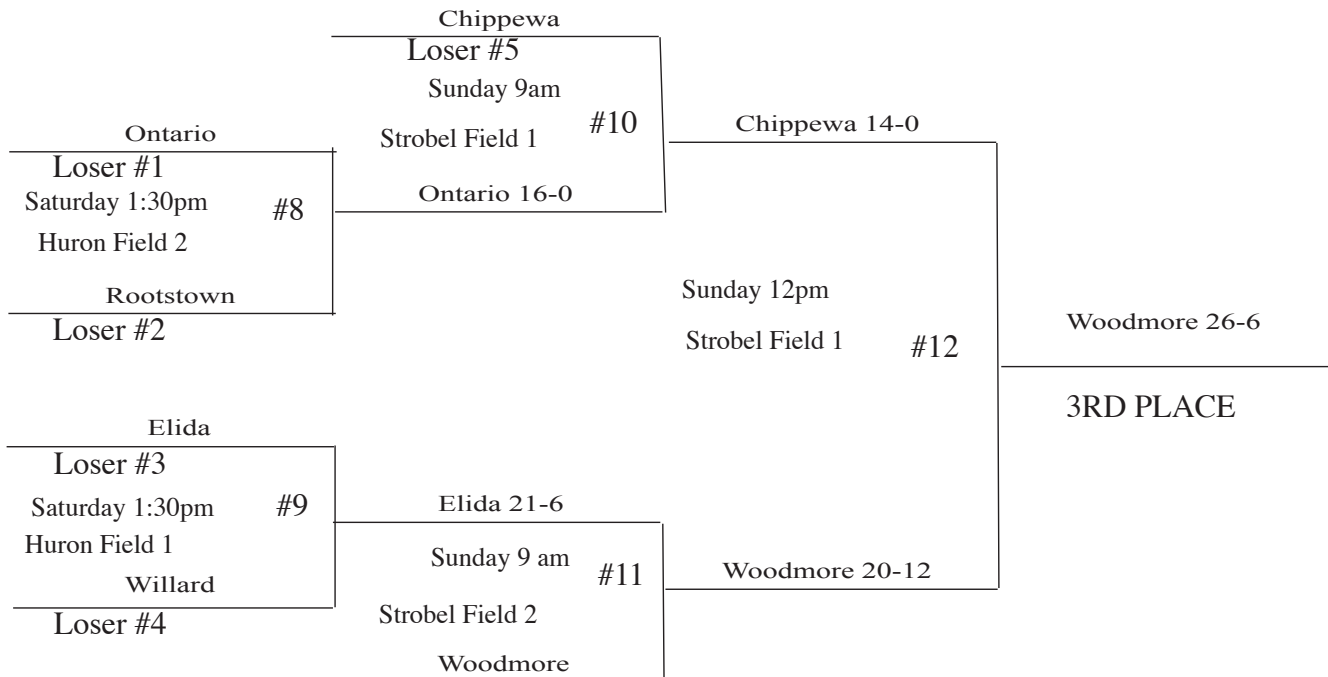 Chippewa
Loser #5
Sunday 9am
#10
Strobel Field 1
Chippewa 14-0
Ontario
Loser #1
Saturday 1:30pm
#8
Ontario 16-0
Huron Field 2
Rootstown
Loser #2
Sunday 12pm
Strobel Field 1
#12
Woodmore 26-6
3RD PLACE
Elida
Loser #3
Saturday 1:30pm
#9
Elida 21-6
Huron Field 1
Sunday 9 am
#11
Woodmore 20-12
Willard
Loser #4
Strobel Field 2
Woodmore